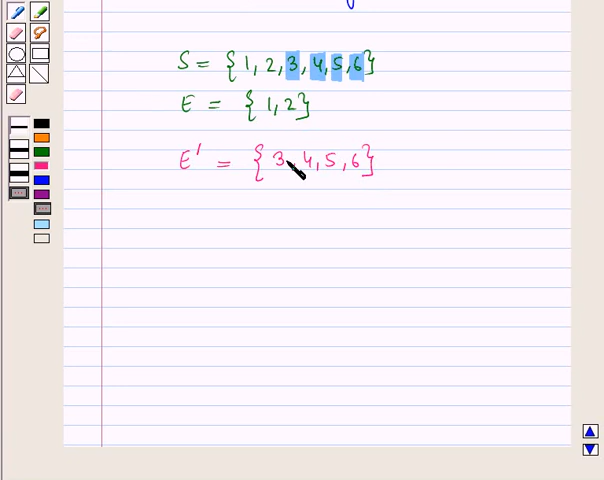 S = {1, 2, 3, 4, 5, 6}
E = {1, 2}
E' = {3, 4, 5, 6}